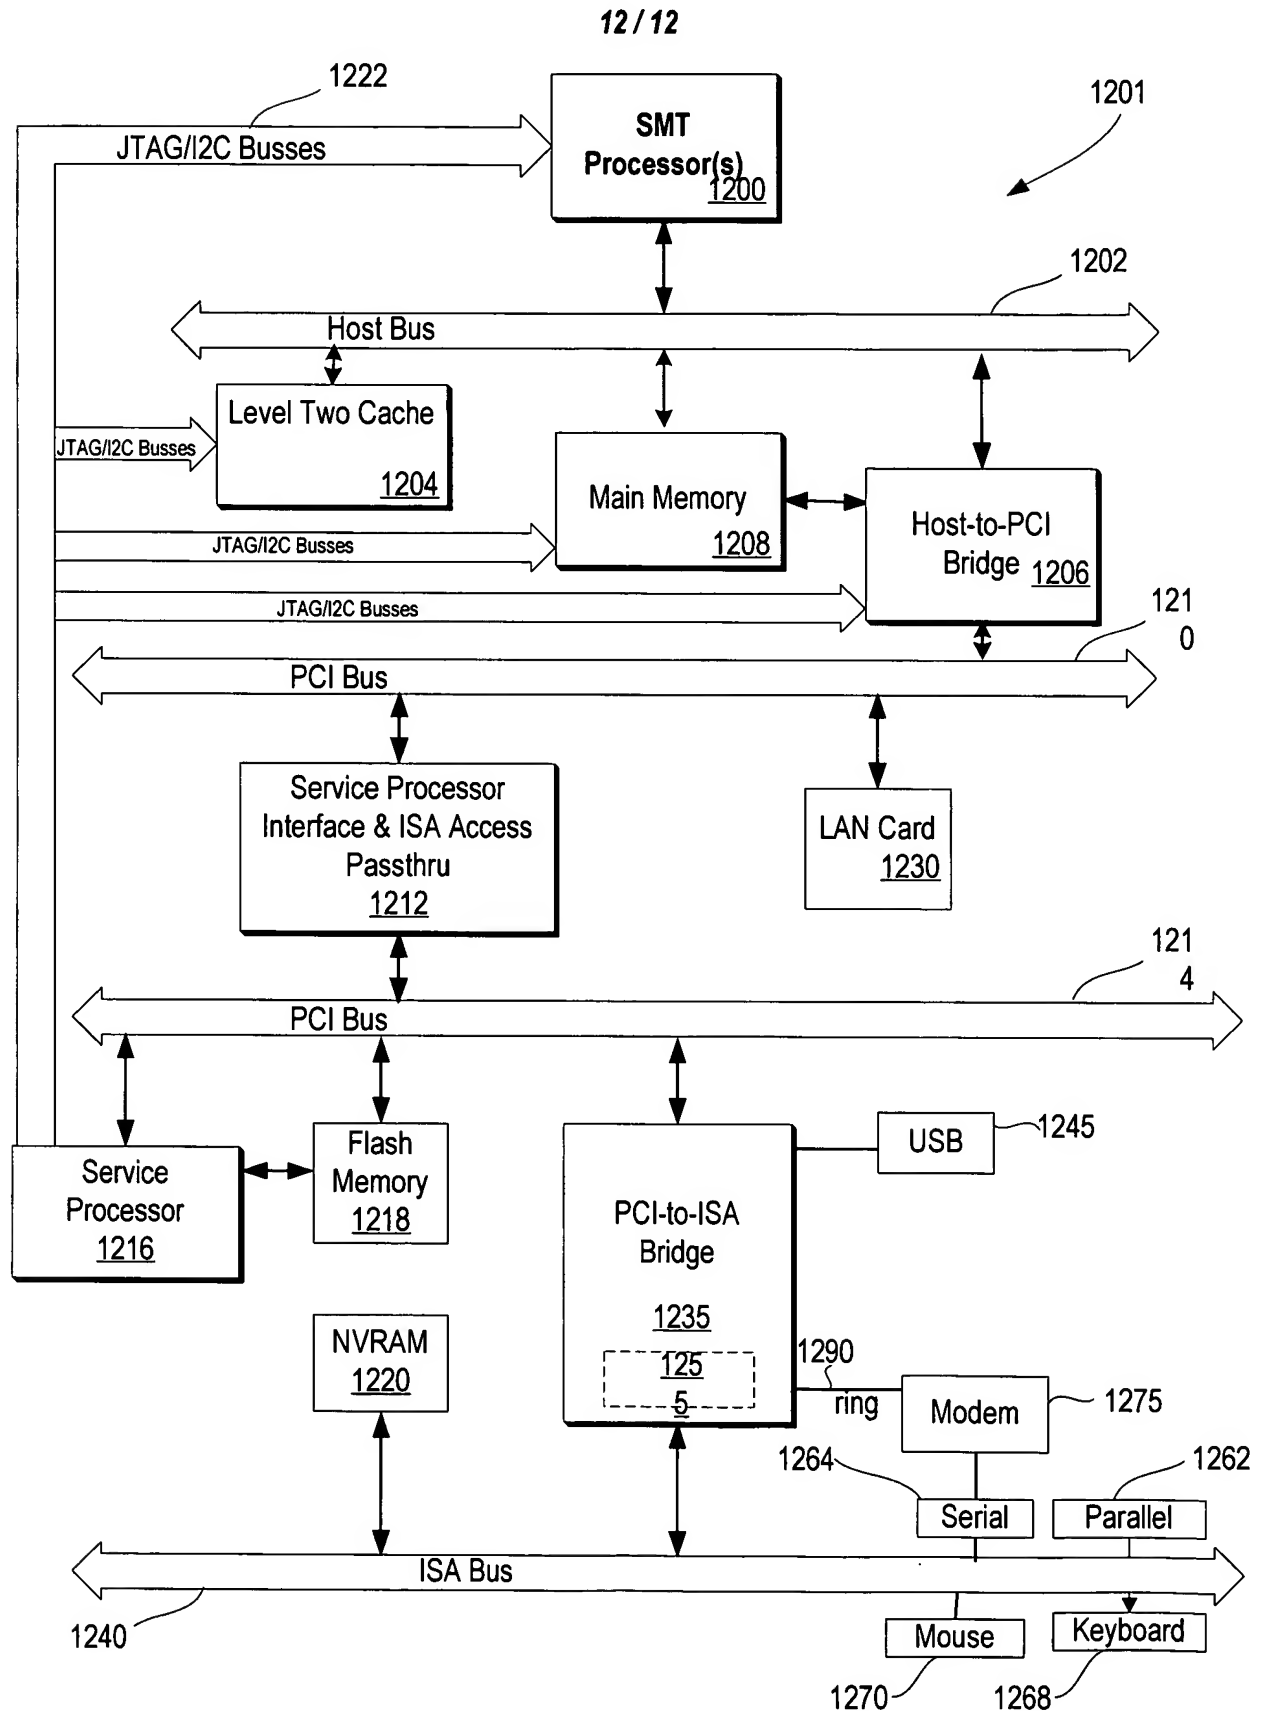 12 / 12
1222
1201
SMT
Processor(s)
1200
JTAG/I2C Busses
1202
Host Bus
Level Two Cache
1204
JTAG/I2C Busses
Main Memory
1208
Host-to-PCI
Bridge 1206
JTAG/I2C Busses
JTAG/I2C Busses
121
0
PCI Bus
Service Processor
Interface & ISA Access
Passthru
1212
LAN Card
1230
121
4
PCI Bus
Service
Processor
1216
Flash
Memory
1218
USB
1245
PCI-to-ISA
Bridge
1235
125
5
NVRAM
1220
1290
ring
Modem
1275
1264
1262
Serial
Parallel
ISA Bus
1240
Mouse
Keyboard
1270
1268